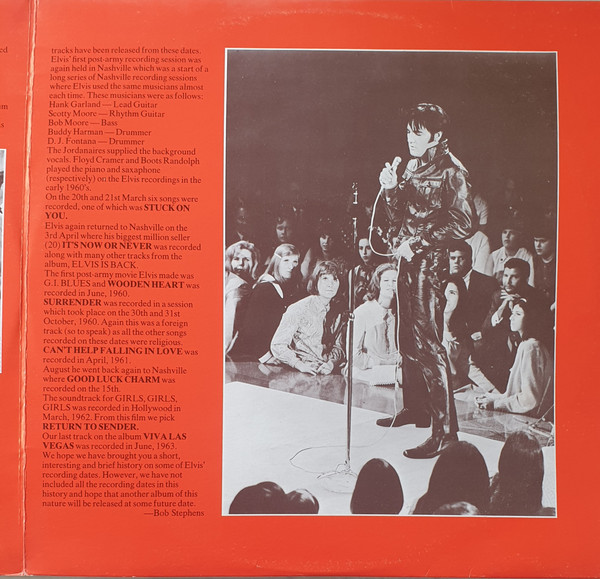 ed
em
s
tracks have been released from these dates.
Elvis' first post-army recording session was
again held in Nashville which was a start of a
long series of Nashville recording sessions
where Elvis used the same musicians almost
each time. These musicians were as follows:
Hank Garland — Lead Guitar
Scotty Moore — Rhythm Guitar
Bob Moore — Bass
Buddy Harman — Drummer
D. J. Fontana — Drummer
The Jordanaires supplied the background
vocals. Floyd Cramer and Boots Randolph
played the piano and saxophone
(respectively) on the Elvis recordings in the
early 1960's.
On the 20th and 21st March six songs were
recorded, one of which was STUCK ON
YOU.
Elvis again returned to Nashville on the
3rd April where his biggest million seller
(20) IT'S NOW OR NEVER was recorded
along with many other tracks from the
album, ELVIS IS BACK.
The first post-army movie Elvis made was
G.I. BLUES and WOODEN HEART was
recorded in June, 1960.
SURRENDER was recorded in a session
which took place on the 30th and 31st
October, 1960. Again this was a foreign
track (so to speak) as all the other songs
recorded on these dates were religious.
CAN'T HELP FALLING IN LOVE was
recorded in April, 1961.
August he went back again to Nashville
where GOOD LUCK CHARM was
recorded on the 15th.
The soundtrack for GIRLS, GIRLS,
GIRLS was recorded in Hollywood in
March, 1962. From this film we pick
RETURN TO SENDER.
Our last track on the album VIVA LAS
VEGAS was recorded in June, 1963.
We hope we have brought you a short,
interesting and brief history on some of Elvis'
recording dates. However, we have not
included all the recording dates in this
history and hope that another album of this
nature will be released at some future date.
—Bob Stephens